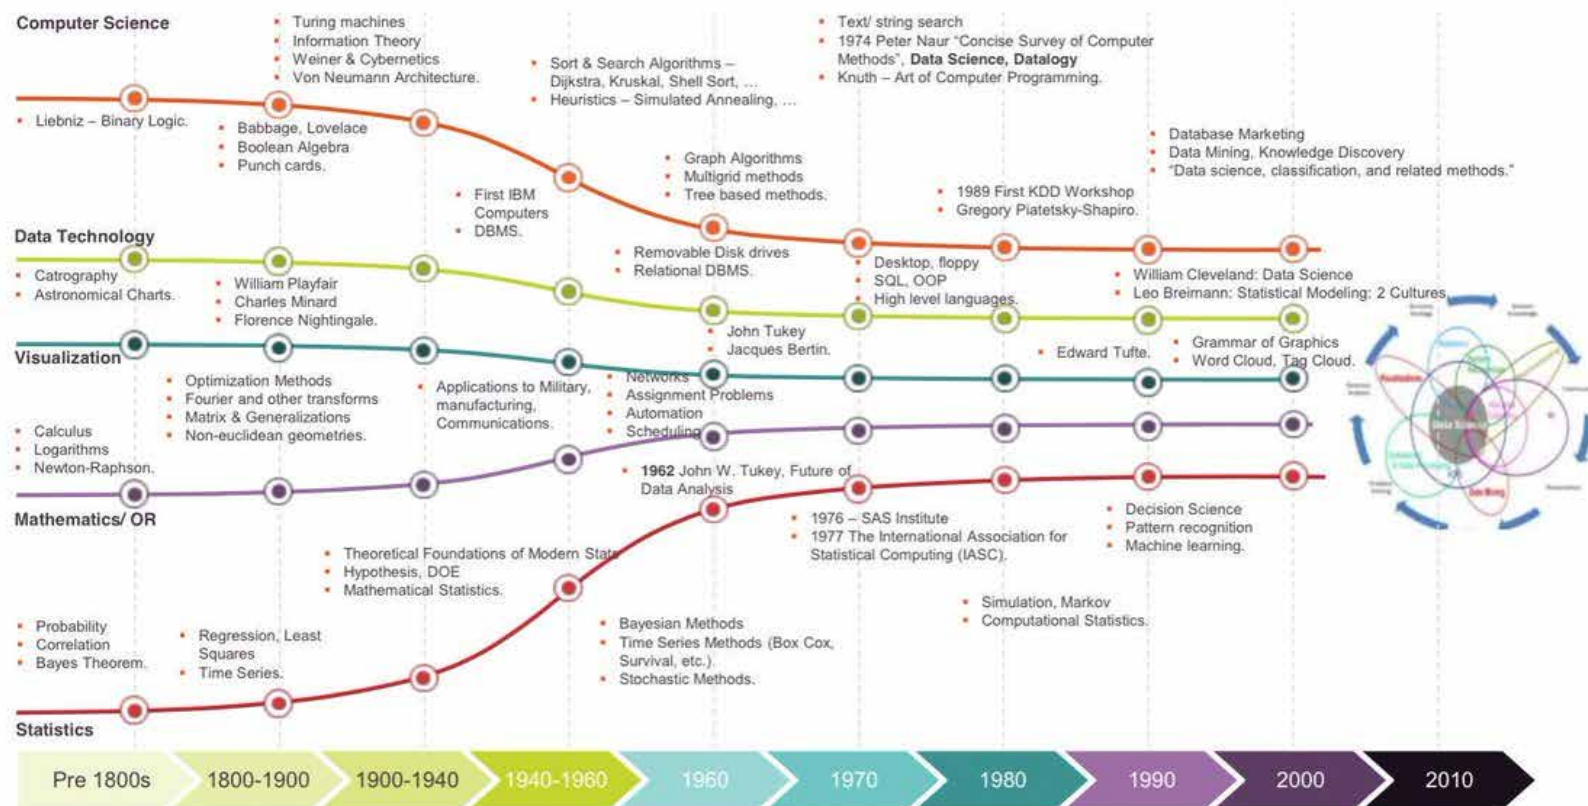 Computer Science
Turing machines
Information Theory
Weiner & Cybernetics
Von Neumann Architecture.
Text/ string search
1974 Peter Naur “Concise Survey of Computer
Methods”, Data Science, Datalogy
Knuth – Art of Computer Programming.
Sort & Search Algorithms –
Dijkstra, Kruskal, Shell Sort, …
Heuristics – Simulated Annealing, …
Liebniz – Binary Logic.
Babbage, Lovelace
Boolean Algebra
Punch cards.
Graph Algorithms
Multigrid methods
Tree based methods.
Database Marketing
Data Mining, Knowledge Discovery
“Data science, classification, and related methods.”
First IBM
Computers
DBMS.
1989 First KDD Workshop
Gregory Piatetsky-Shapiro.
Data Technology
Removable Disk drives
Relational DBMS.
Desktop, floppy
SQL, OOP
High level languages.
Catrography
Astronomical Charts.
William Playfair
Charles Minard
Florence Nightingale.
William Cleveland: Data Science
Leo Breimann: Statistical Modeling: 2 Cultures
John Tukey
Jacques Bertin.
Edward Tufte.
Grammar of Graphics
Word Cloud, Tag Cloud.
Visualization
Optimization Methods
Fourier and other transforms
Matrix & Generalizations
Non-euclidean geometries.
Applications to Military,
manufacturing,
Communications.
Networks
Assignment Problems
Automation
Scheduling
Calculus
Logarithms
Newton-Raphson.
1962 John W. Tukey, Future of
Data Analysis
Mathematics/ OR
1976 – SAS Institute
1977 The International Association for
Statistical Computing (IASC).
Decision Science
Pattern recognition
Machine learning.
Data Science
Data Mining
Theoretical Foundations of Modern Stats
Hypothesis, DOE
Mathematical Statistics.
Simulation, Markov
Computational Statistics.
Probability
Correlation
Bayes Theorem.
Regression, Least
Squares
Time Series.
Bayesian Methods
Time Series Methods (Box Cox,
Survival, etc.).
Stochastic Methods.
Statistics
Pre 1800s
1800-1900
1900-1940
1940-1960
1960
1970
1980
1990
2000
2010